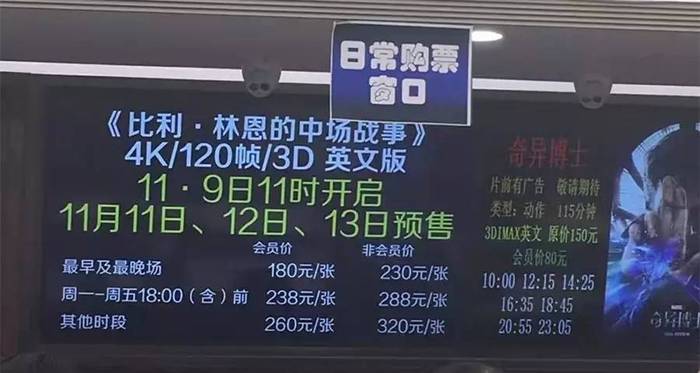 日常购票
窗口
《比利·林恩的中场战事》
4K/120帧/3D 英文版
11·9日11时开启
11月11日、12日、13日预售
会员价 非会员价
最早及最晚场 180元/张 230元/张
周一-周五18:00（含）前 238元/张 288元/张
其他时段 260元/张 320元/张
奇异博士
片前有广告 敬请期待
类型：动作 115分钟
3DIMAX英文 原价150元
会员价80元
10:00 12:15 14:25
16:35 18:45
20:55 23:05
奇异博士